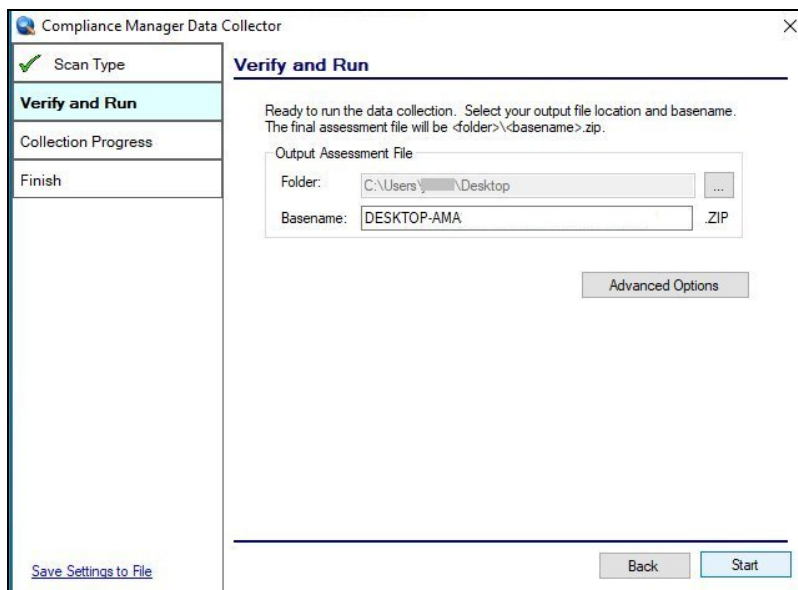 Compliance Manager Data Collector
Scan Type
Verify and Run
Collection Progress
Finish
Save Settings to File
Verify and Run
Ready to run the data collection. Select your output file location and basename.
The final assessment file will be <folder>\<basename>.zip.
Output Assessment File
Folder: C:\Users\ \Desktop ...
Basename: DESKTOP-AMA .ZIP
Advanced Options
Back Start